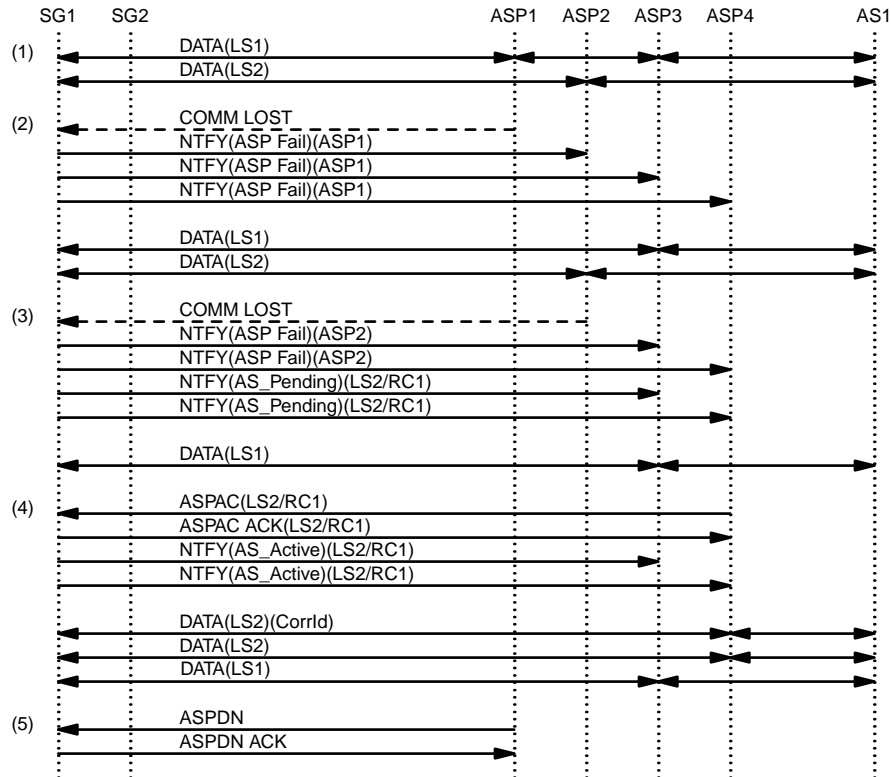 SG1 SG2 ASP1 ASP2 ASP3 ASP4 AS1
(1) DATA(LS1)
DATA(LS2)
(2) COMM LOST
NTFY(ASP Fail)(ASP1)
NTFY(ASP Fail)(ASP1)
NTFY(ASP Fail)(ASP1)
DATA(LS1)
DATA(LS2)
(3) COMM LOST
NTFY(ASP Fail)(ASP2)
NTFY(ASP Fail)(ASP2)
NTFY(AS_Pending)(LS2/RC1)
NTFY(AS_Pending)(LS2/RC1)
DATA(LS1)
(4) ASPAC(LS2/RC1)
ASPAC ACK(LS2/RC1)
NTFY(AS_Active)(LS2/RC1)
NTFY(AS_Active)(LS2/RC1)
DATA(LS2)(CorrId)
DATA(LS2)
DATA(LS1)
(5) ASPDN
ASPDN ACK